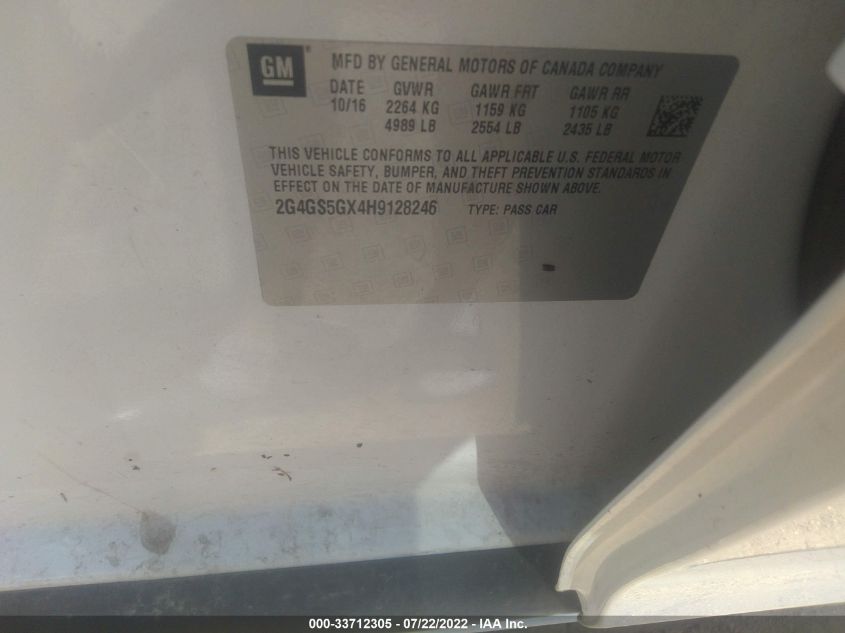 GM
MFD BY GENERAL MOTORS OF CANADA COMPANY
DATE GVWR GAWR FRT GAWR RR
10/16 2264 KG 1159 KG 1105 KG
4989 LB 2554 LB 2435 LB
THIS VEHICLE CONFORMS TO ALL APPLICABLE U.S. FEDERAL MOTOR
VEHICLE SAFETY, BUMPER, AND THEFT PREVENTION STANDARDS IN
EFFECT ON THE DATE OF MANUFACTURE SHOWN ABOVE.
2G4GS5GX4H9128246 TYPE: PASS CAR
000-33712305 - 07/22/2022 - IAA Inc.